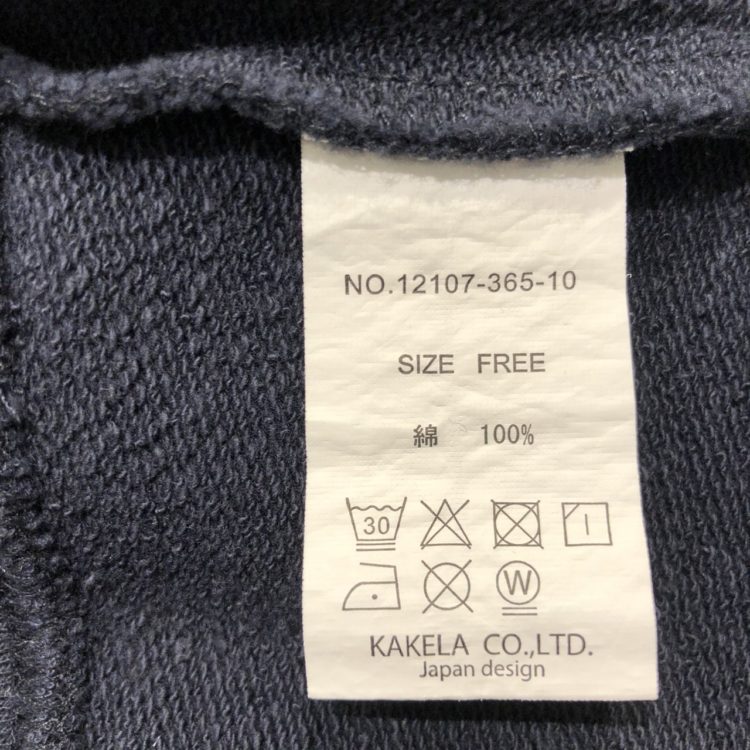 NO.12107-365-10
SIZE FREE
綿 100%
30
W
KAKELA CO.,LTD.
Japan design